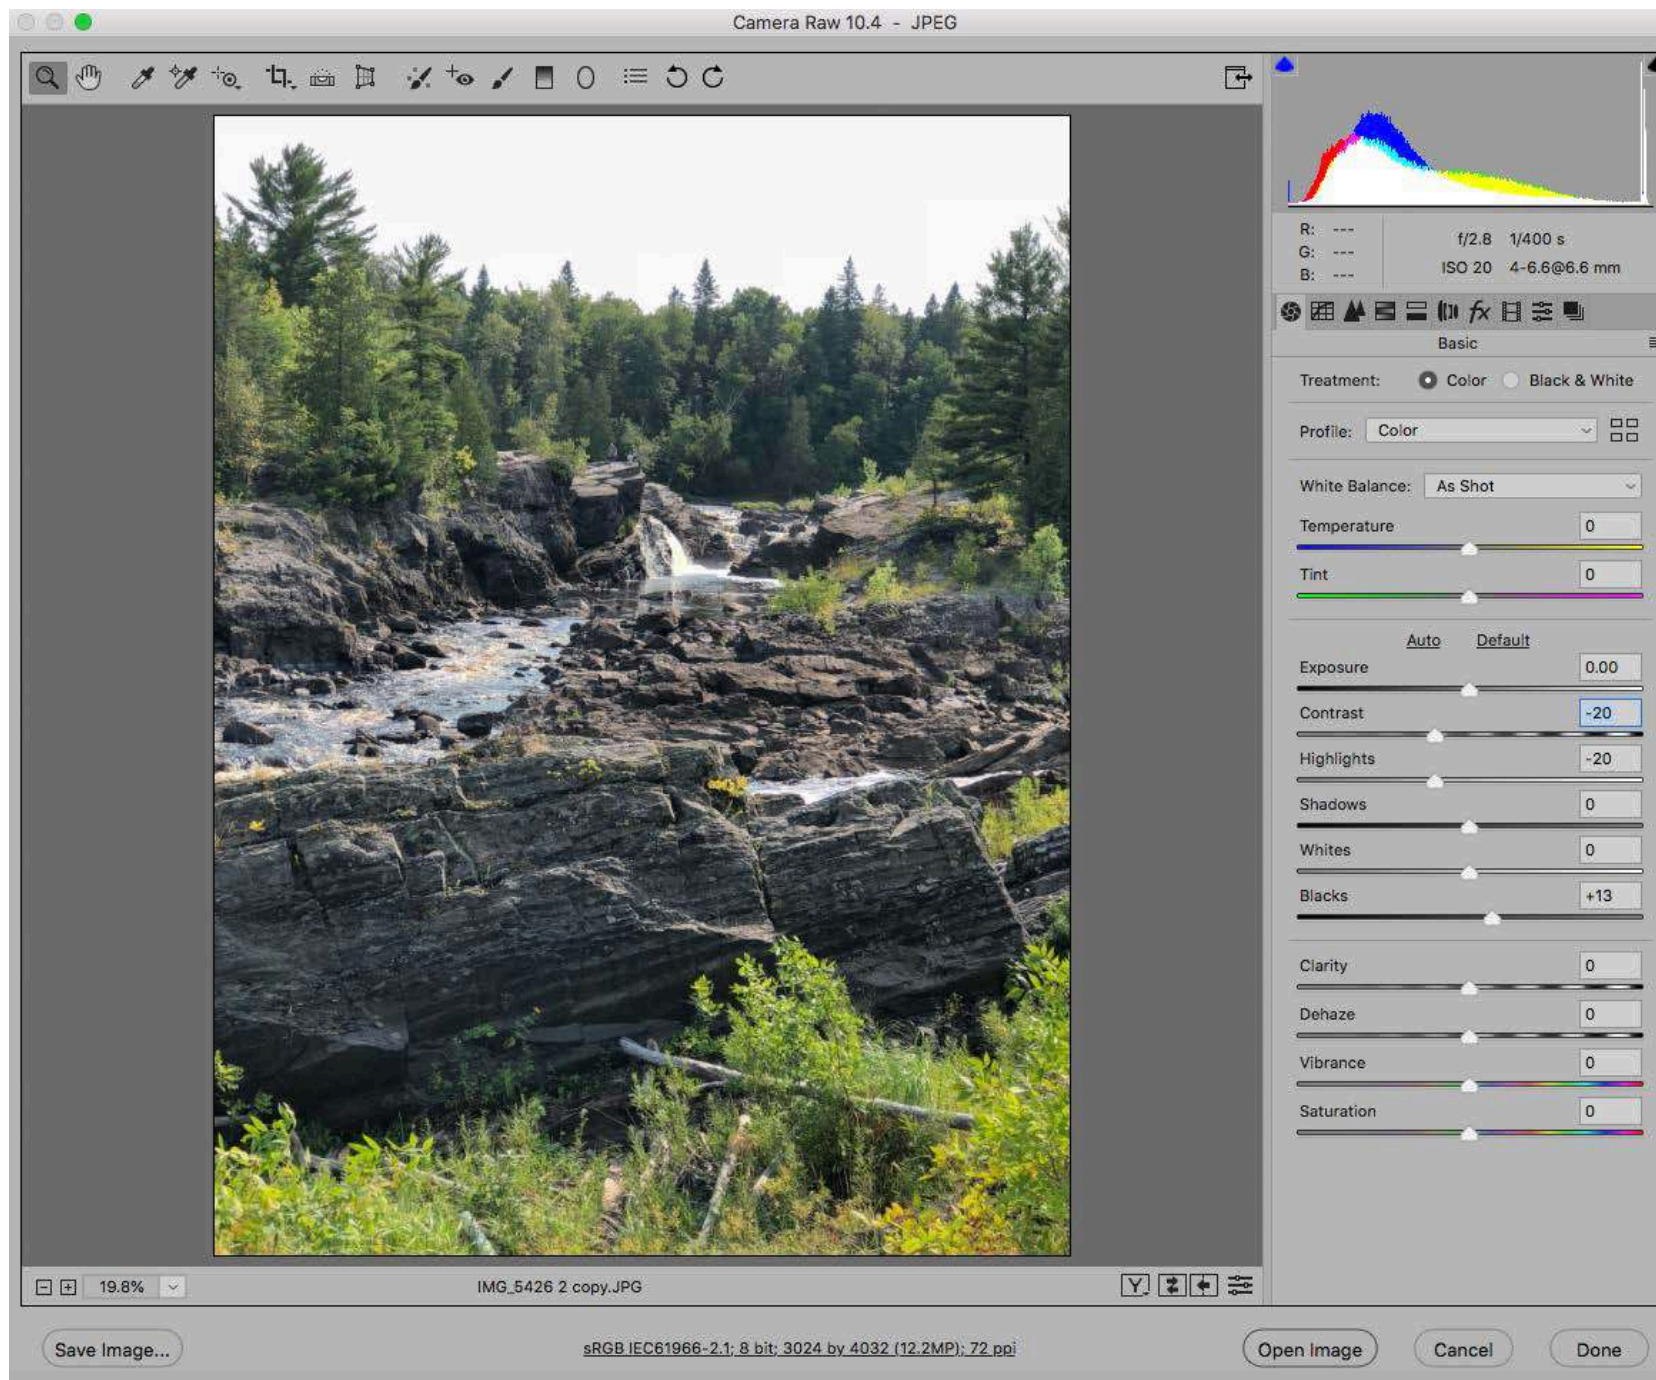 Camera Raw 10.4 - JPEG
R: ---
G: ---
B: ---
f/2.8 1/400 s
ISO 20 4-6.6@6.6 mm
fx
Basic
Treatment: Color Black & White
Profile: Color
White Balance: As Shot
Temperature 0
Tint 0
Auto Default
Exposure 0.00
Contrast -20
Highlights -20
Shadows 0
Whites 0
Blacks +13
Clarity 0
Dehaze 0
Vibrance 0
Saturation 0
19.8% IMG_5426 2 copy.JPG Y
Save Image... sRGB IEC61966-2.1; 8 bit; 3024 by 4032 (12.2MP); 72 ppi Open Image Cancel Done